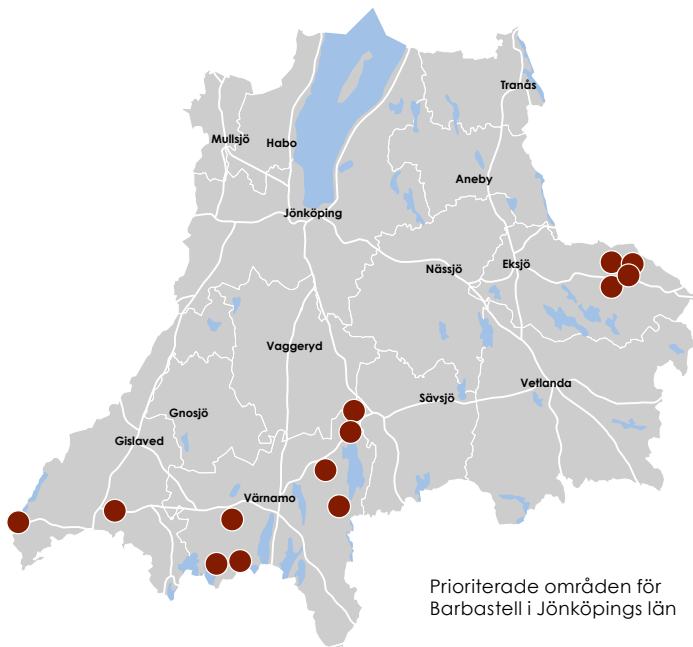 Tranås
Mullsjö
Habo
Aneby
Jönköping
Nässjö
Eksjö
Vaggeryd
Vetlanda
Sävsjö
Gnosjö
Gislaved
Värnamo
Prioriterade områden för
Barbastell i Jönköpings län